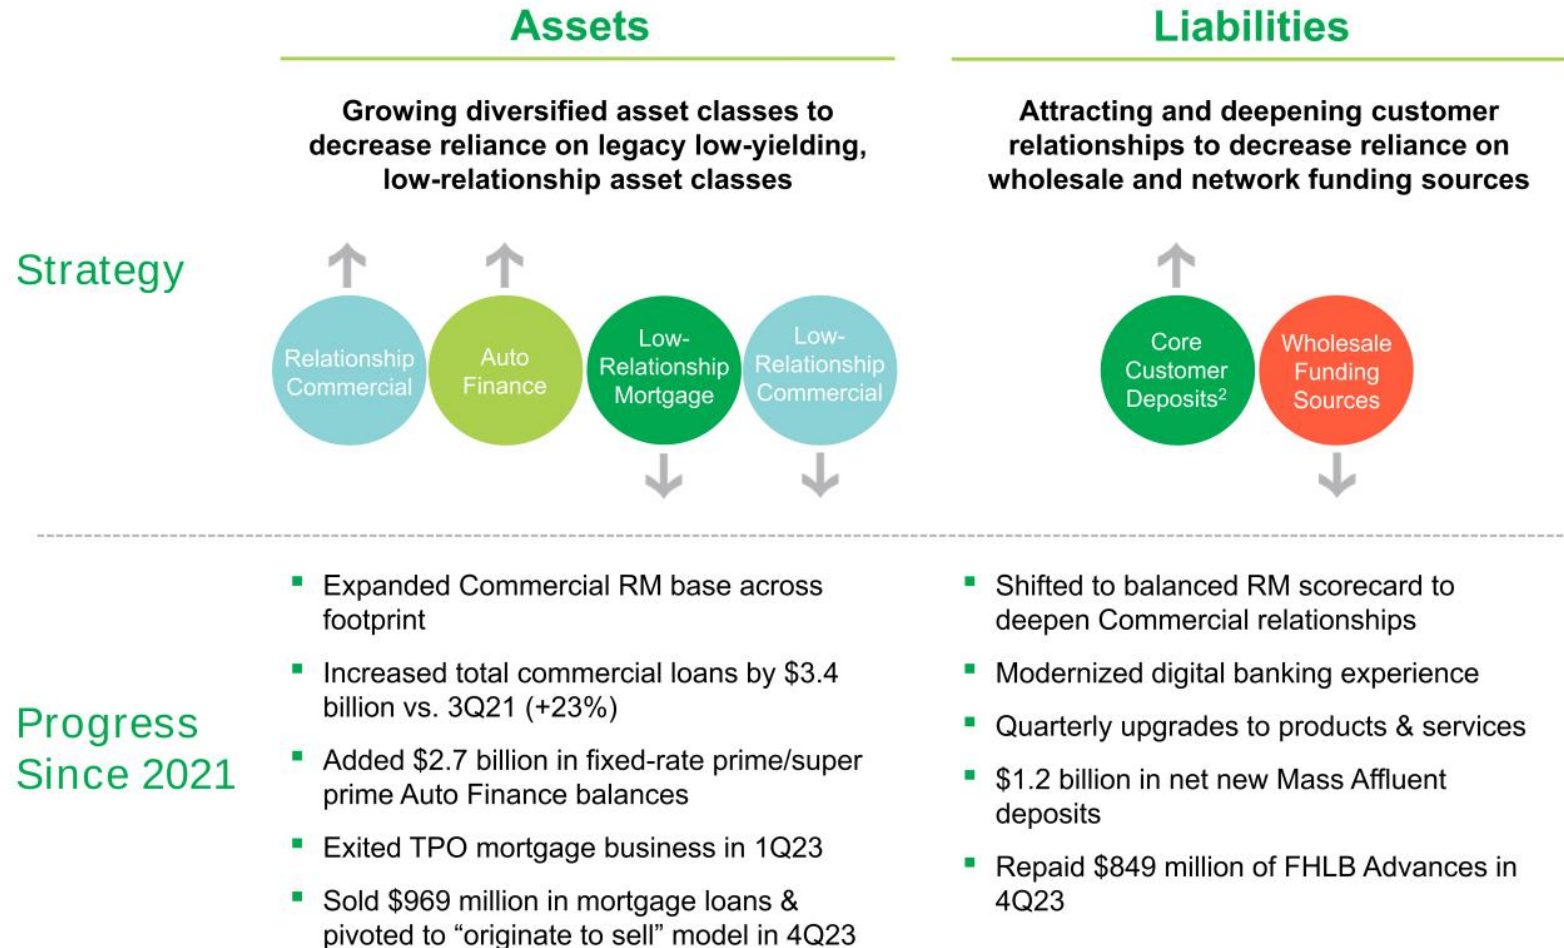 Assets
Growing diversified asset classes to
decrease reliance on legacy low-yielding,
low-relationship asset classes
Liabilities
Attracting and deepening customer
relationships to decrease reliance on
wholesale and network funding sources
Strategy
Relationship
Commercial
Auto
Finance
Low-
Relationship
Mortgage
Low-
Relationship
Commercial
Core
Customer
Deposits²
Wholesale
Funding
Sources
Progress
Since 2021
▪ Expanded Commercial RM base across
footprint
▪ Increased total commercial loans by $3.4
billion vs. 3Q21 (+23%)
▪ Added $2.7 billion in fixed-rate prime/super
prime Auto Finance balances
▪ Exited TPO mortgage business in 1Q23
▪ Sold $969 million in mortgage loans &
pivoted to “originate to sell” model in 4Q23
▪ Shifted to balanced RM scorecard to
deepen Commercial relationships
▪ Modernized digital banking experience
▪ Quarterly upgrades to products & services
▪ $1.2 billion in net new Mass Affluent
deposits
▪ Repaid $849 million of FHLB Advances in
4Q23